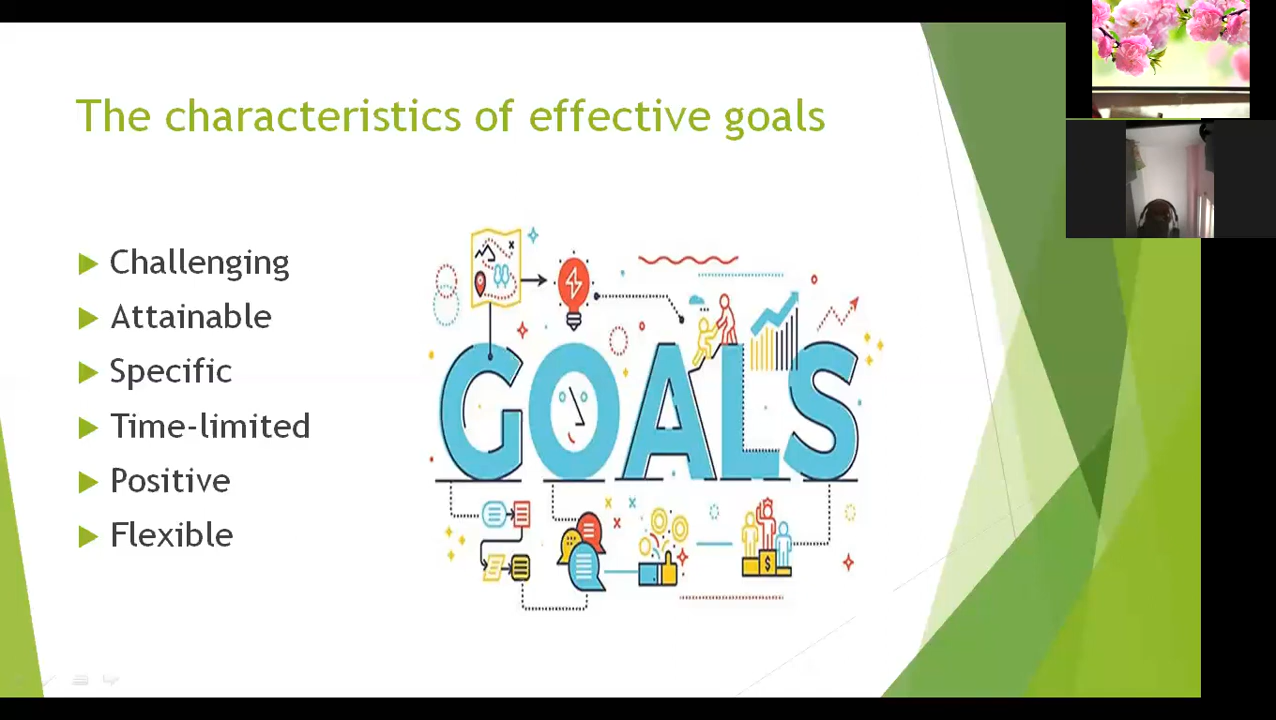 The characteristics of effective goals
Challenging
Attainable
Specific
Time-limited
Positive
Flexible
GOALS
$